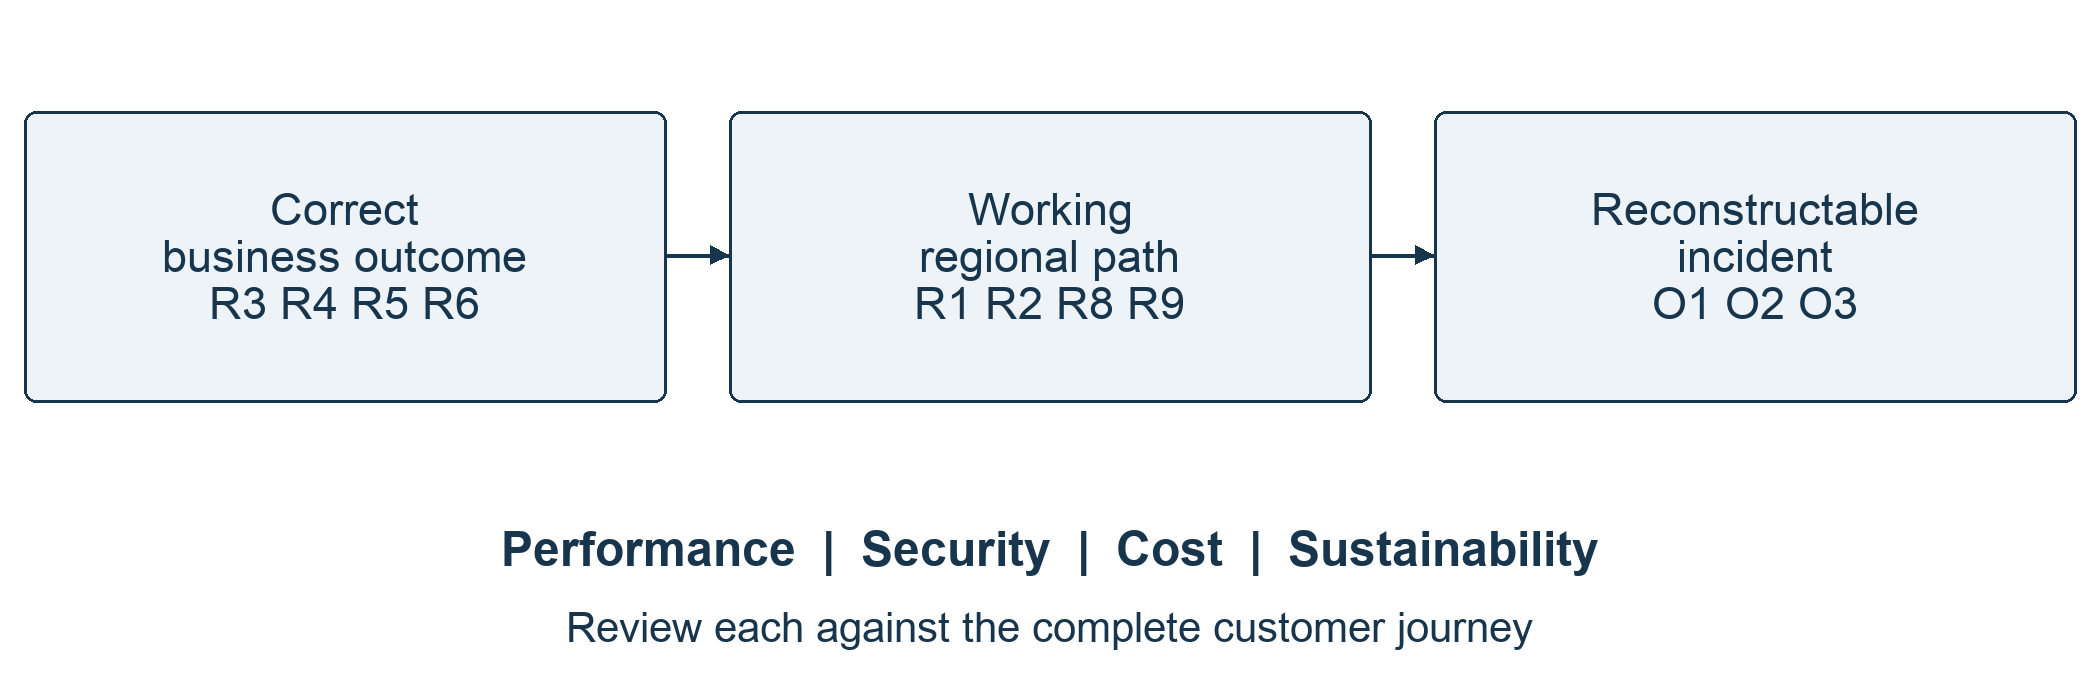 Correct
business outcome
R3 R4 R5 R6
Working
regional path
R1 R2 R8 R9
Reconstructable
incident
O1 O2 O3
Performance | Security | Cost | Sustainability
Review each against the complete customer journey